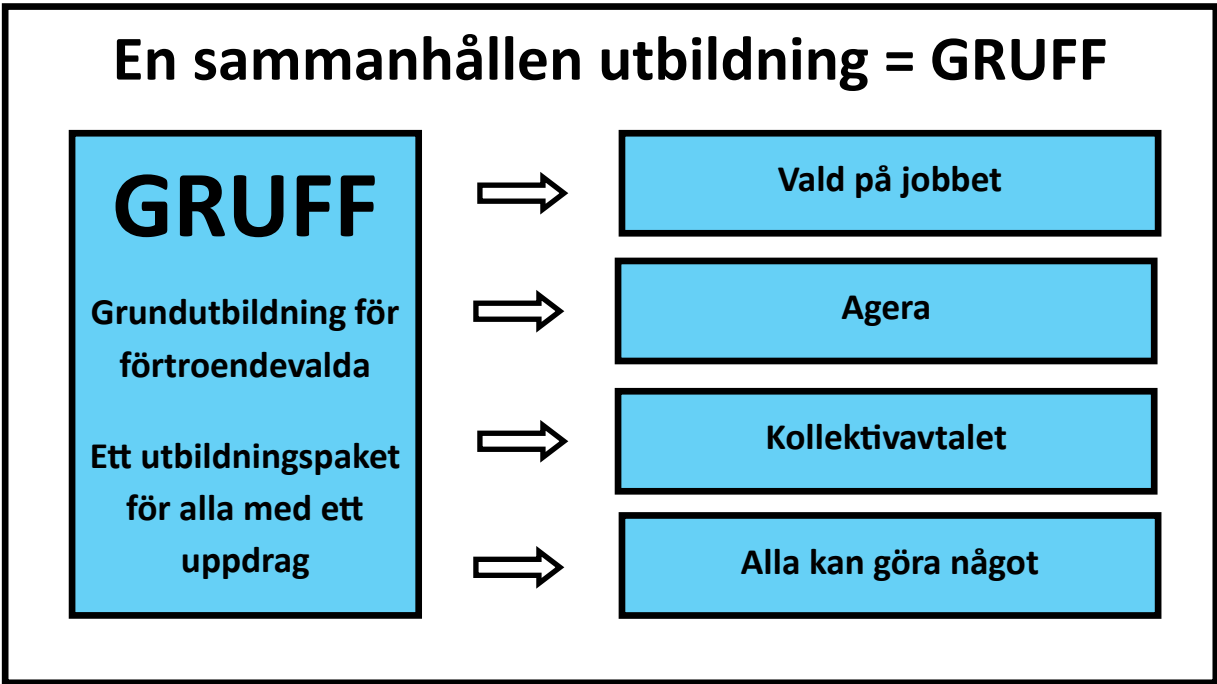 En sammanhållen utbildning = GRUFF
GRUFF
Grundutbildning för
förtroendevalda
Ett utbildningspaket
för alla med ett
uppdrag
Vald på jobbet
Agera
Kollektivavtalet
Alla kan göra något